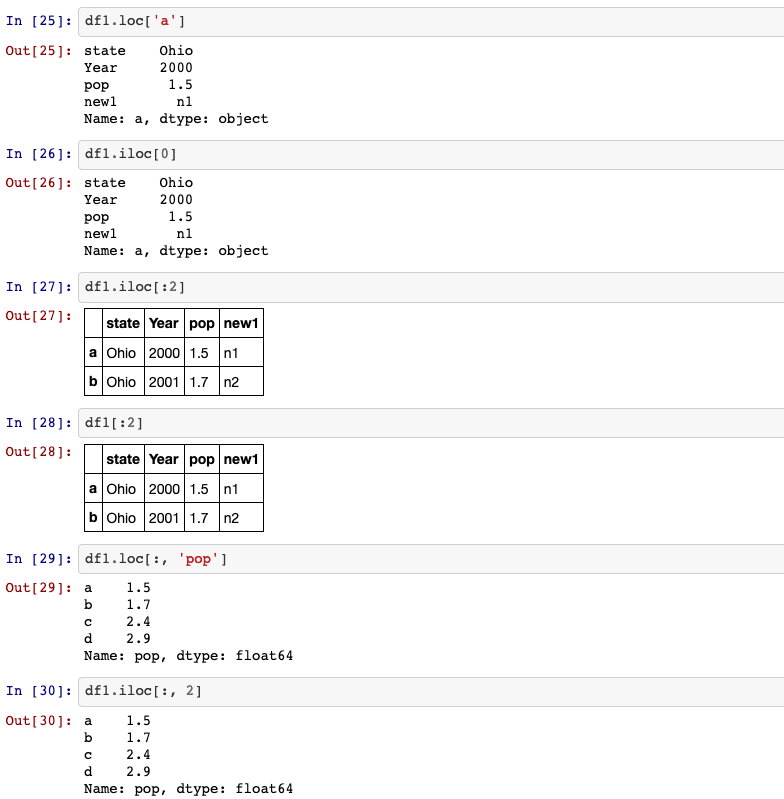 In [25]: df1.loc['a']
Out[25]: state Ohio
Year 2000
pop 1.5
new1 n1
Name: a, dtype: object
In [26]: df1.iloc[0]
Out[26]: state Ohio
Year 2000
pop 1.5
new1 n1
Name: a, dtype: object
In [27]: df1.iloc[:2]
Out[27]:
state Year pop new1
a Ohio 2000 1.5 n1
b Ohio 2001 1.7 n2
In [28]: df1[:2]
Out[28]:
state Year pop new1
a Ohio 2000 1.5 n1
b Ohio 2001 1.7 n2
In [29]: df1.loc[:, 'pop']
Out[29]: a 1.5
b 1.7
c 2.4
d 2.9
Name: pop, dtype: float64
In [30]: df1.iloc[:, 2]
Out[30]: a 1.5
b 1.7
c 2.4
d 2.9
Name: pop, dtype: float64